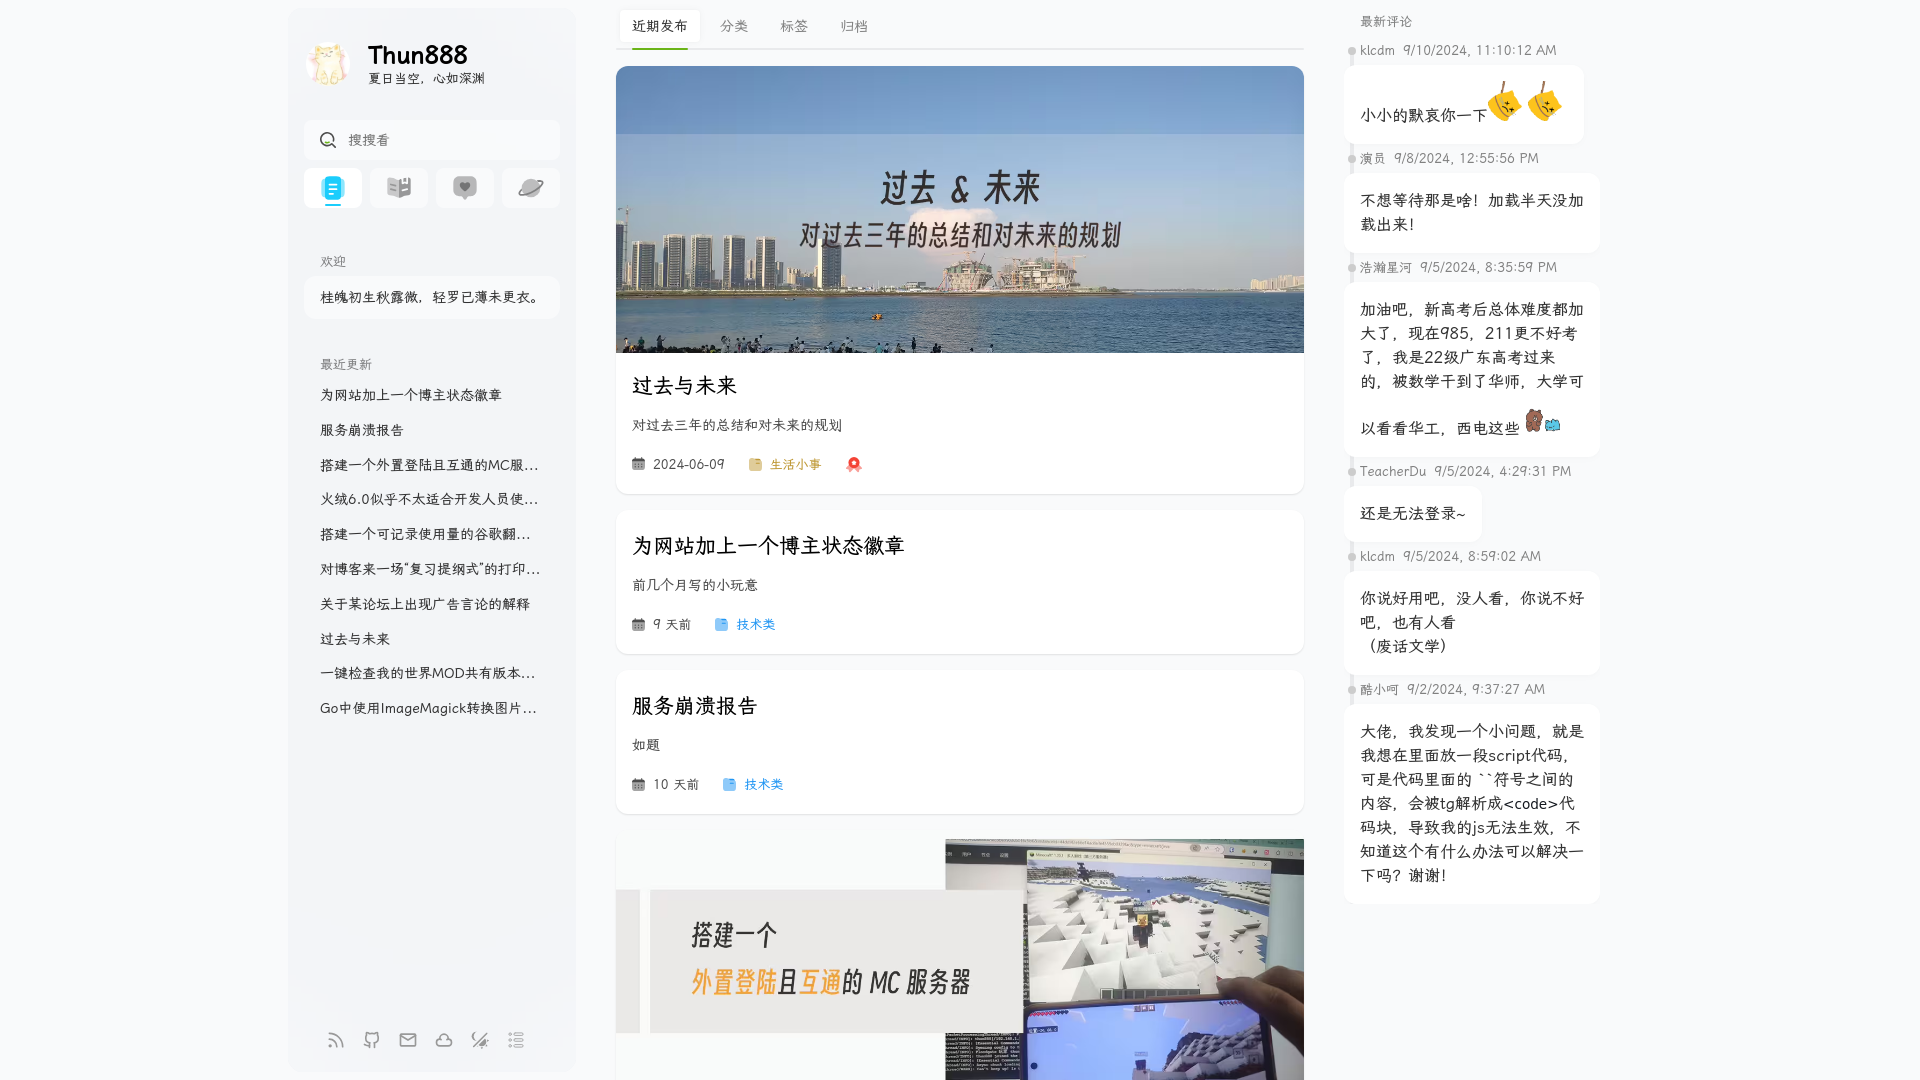 Thun888
夏日当空，心如深渊
搜搜看
欢迎
桂魄初生秋露微，轻罗已薄未更衣。
最近更新
为网站加上一个博主状态徽章
服务崩溃报告
搭建一个外置登陆且互通的MC服...
火绒6.0似乎不太适合开发人员使...
搭建一个可记录使用量的谷歌翻...
对博客来一场“复习提纲式”的打印...
关于某论坛上出现广告言论的解释
过去与未来
一键检查我的世界MOD共有版本...
Go中使用ImageMagick转换图片...
近期发布 分类 标签 归档
过去 & 未来
对过去三年的总结和对未来的规划
过去与未来
对过去三年的总结和对未来的规划
2024-06-09 生活小事
为网站加上一个博主状态徽章
前几个月写的小玩意
9 天前 技术类
服务崩溃报告
如题
10 天前 技术类
搭建一个
外置登陆且互通的 MC 服务器
最新评论
klcdm 9/10/2024, 11:10:12 AM
小小的默哀你一下
演员 9/8/2024, 12:55:56 PM
不想等待那是啥！加载半天没加
载出来！
浩瀚星河 9/5/2024, 8:35:59 PM
加油吧，新高考后总体难度都加
大了，现在985，211更不好考
了，我是22级广东高考过来
的，被数学干到了华师，大学可
以看看华工，西电这些
TeacherDu 9/5/2024, 4:29:31 PM
还是无法登录~
klcdm 9/5/2024, 8:59:02 AM
你说好用吧，没人看，你说不好
吧，也有人看
（废话文学）
酷小呵 9/2/2024, 9:37:27 AM
大佬，我发现一个小问题，就是
我想在里面放一段script代码，
可是代码里面的 ``符号之间的
内容，会被tg解析成<code>代
码块，导致我的js无法生效，不
知道这个有什么办法可以解决一
下吗？谢谢！